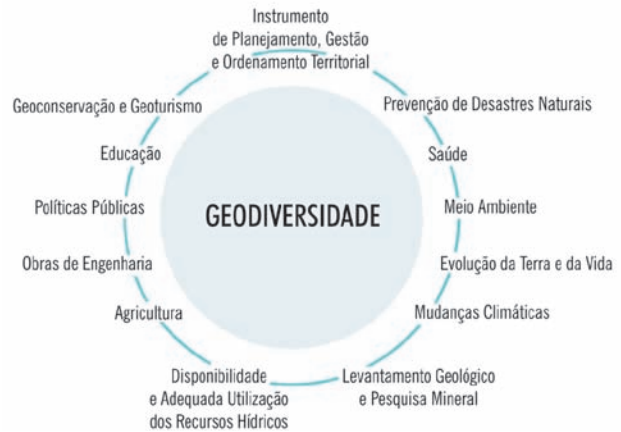 Instrumento
de Planejamento, Gestão
e Ordenamento Territorial
Prevenção de Desastres Naturais
Saúde
Meio Ambiente
Evolução da Terra e da Vida
Mudanças Climáticas
Levantamento Geológico
e Pesquisa Mineral
Disponibilidade
e Adequada Utilização
dos Recursos Hídricos
Agricultura
Obras de Engenharia
Políticas Públicas
Educação
Geoconservação e Geoturismo
GEODIVERSIDADE